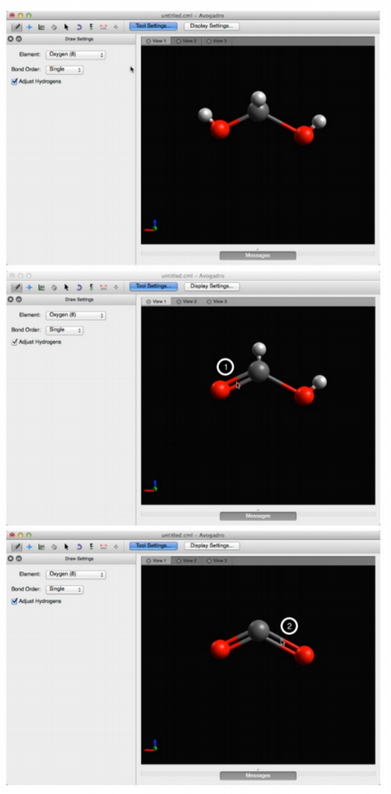 untitled.cml - Avogadro
Tool Settings... Display Settings...
Draw Settings
View 1 View 2 View 3
Element: Oxygen (8)
Bond Order: Single
Adjust Hydrogens
Messages
untitled.cml - Avogadro
Tool Settings... Display Settings...
Draw Settings
View 1 View 2 View 3
Element: Oxygen (8)
Bond Order: Single
Adjust Hydrogens
1
Messages
untitled.cml - Avogadro
Tool Settings... Display Settings...
Draw Settings
View 1 View 2 View 3
Element: Oxygen (8)
Bond Order: Single
Adjust Hydrogens
2
Messages